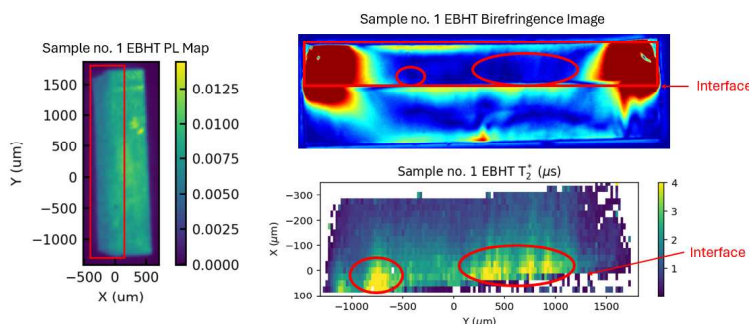 Sample no. 1 EBHT PL Map
Y (um)
1500
1000
500
0
−500
−1000
−500 0 500
X (um)
0.0125
0.0100
0.0075
0.0050
0.0025
0.0000
Sample no. 1 EBHT Birefringence Image
Interface
Sample no. 1 EBHT T₂* (μs)
X (μm)
−300
−200
−100
0
100
−1000 −500 0 500 1000 1500
Y (μm)
4
3
2
1
Interface